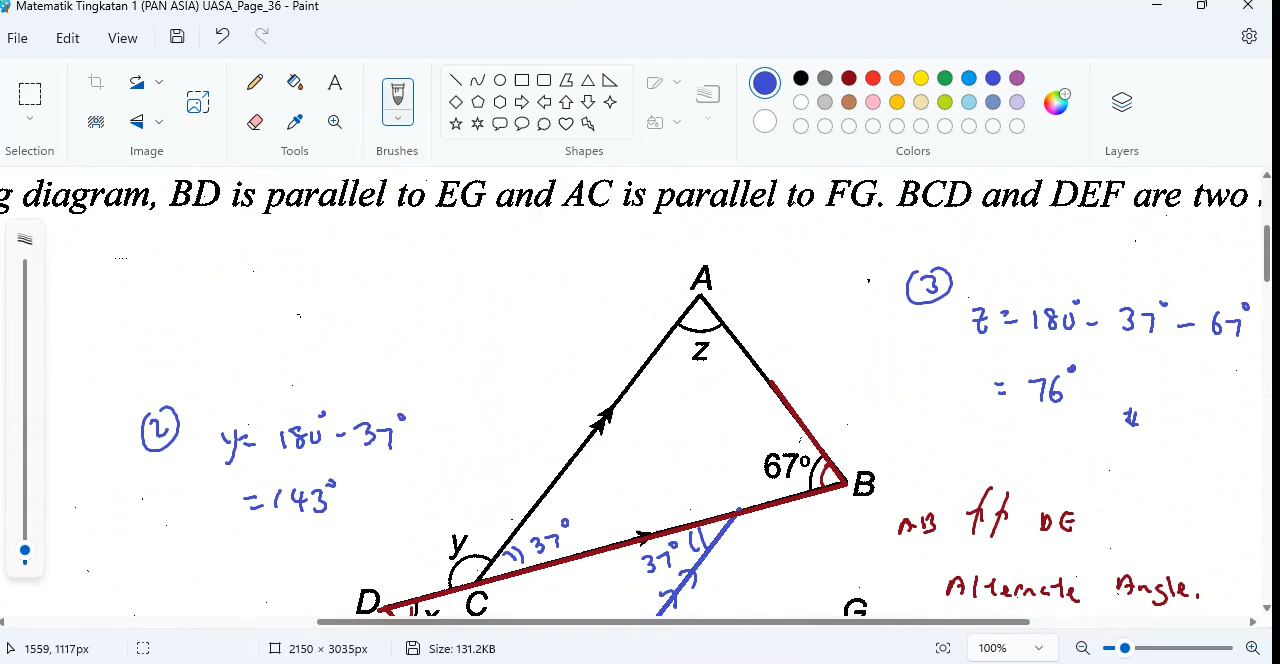 Matematik Tingkatan 1 (PAN ASIA) UASA_Page_36 - Paint
File Edit View
Selection Image Tools Brushes Shapes Colors Layers
g diagram, BD is parallel to EG and AC is parallel to FG. BCD and DEF are two
A
z
③
z = 180° - 37° - 67°
= 76° #
② y = 180° - 37°
= 143°
67° B
AB // DE
y 37° 37°
Alternate Angle.
D x C G
1559, 1117px 2150 × 3035px Size: 131.2KB 100%